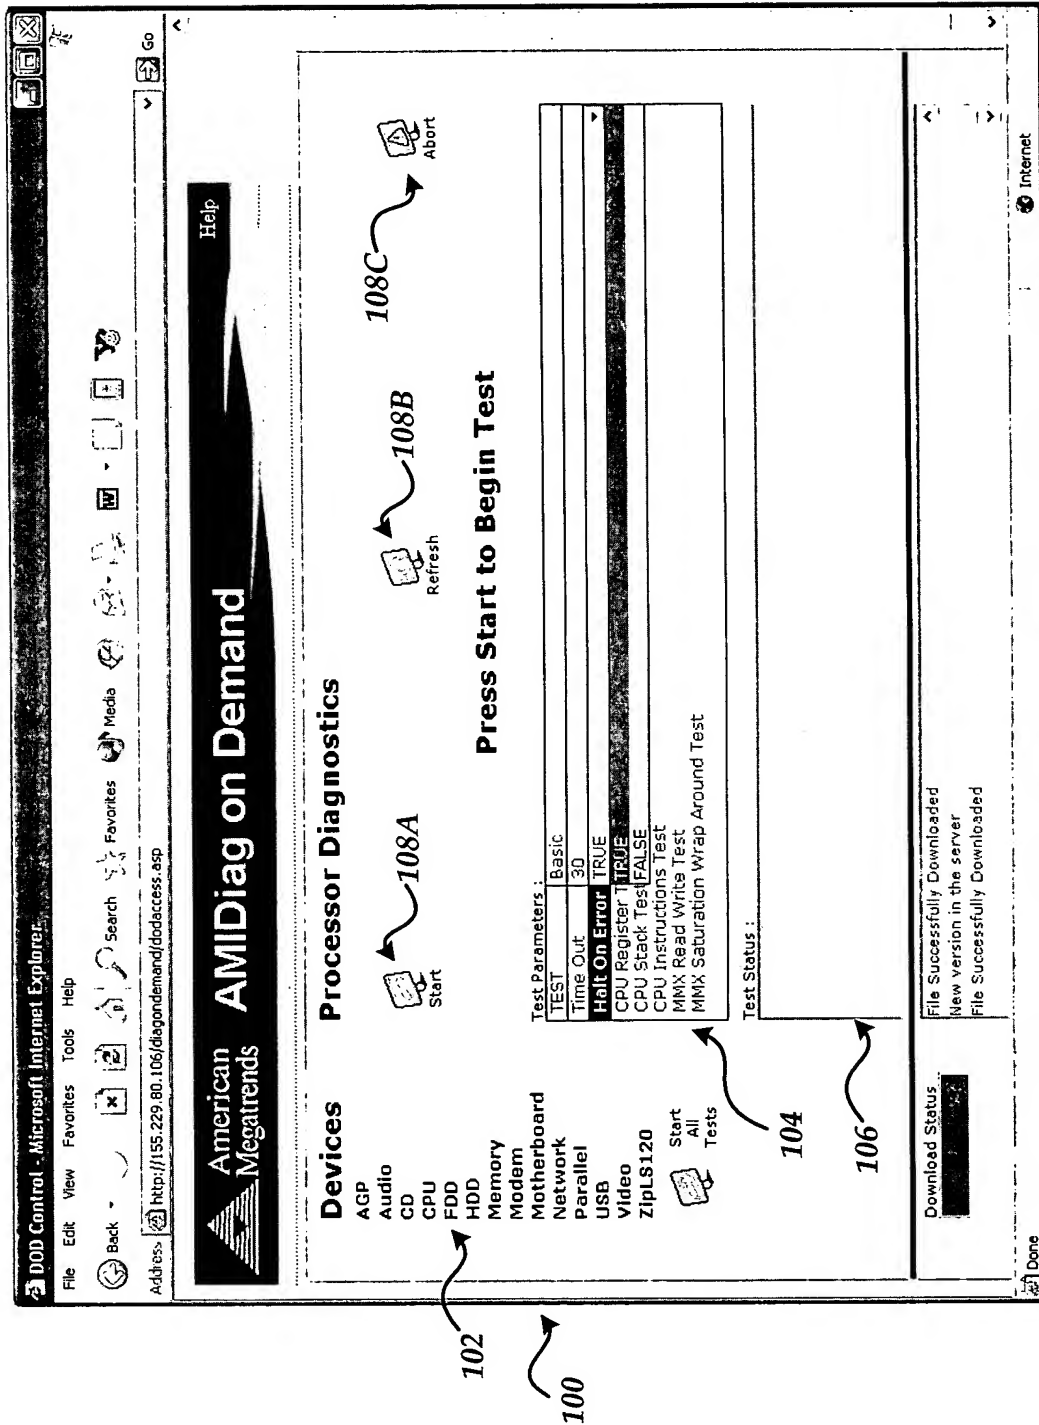 DOD Control - Microsoft Internet Explorer
File Edit View Favorites Tools Help
Back Search Favorites Media
Address http://155.229.80.106/diagondemand/dodaccess.asp Go
American
Megatrends
AMIDiag on Demand
Help
Devices
AGP
Audio
CD
CPU
FDD
HDD
Memory
Modem
Motherboard
Network
Parallel
USB
Video
ZipLS120
Start
All
Tests
Processor Diagnostics
Start
108A
Refresh
108B
Abort
108C
Press Start to Begin Test
Test Parameters :
TEST Basic
Time Out 30
Halt On Error TRUE
CPU Register T TRUE
CPU Stack Test FALSE
CPU Instructions Test
MMX Read Write Test
MMX Saturation Wrap Around Test
Test Status :
102
100
104
106
Download Status
File Successfully Downloaded
New version in the server
File Successfully Downloaded
Done
Internet